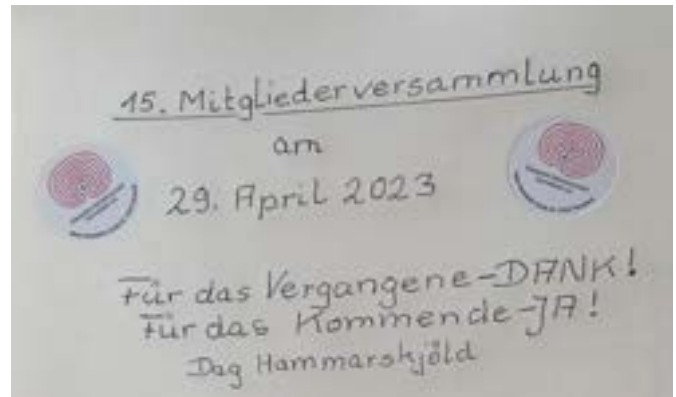 15. Mitgliederversammlung
am
29. April 2023
Für das Vergangene-DANK!
Für das Kommende-JA!
Dag Hammarskjöld